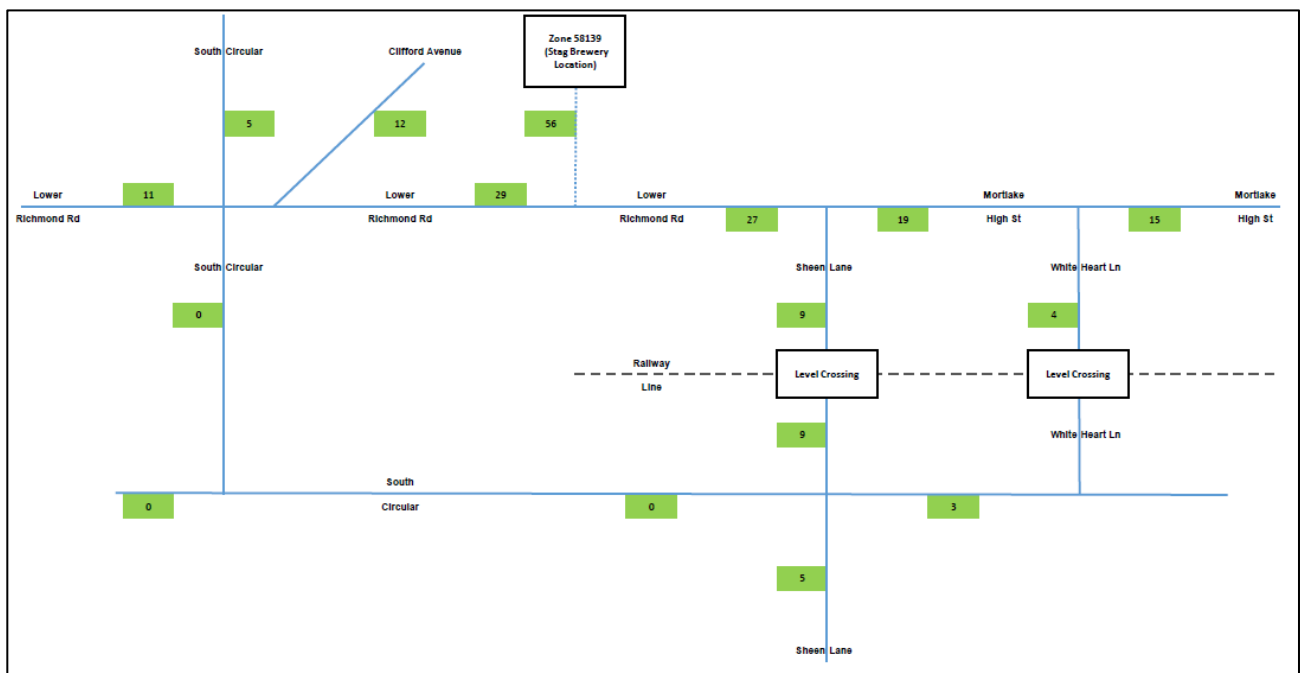 Zone 58139
(Stag Brewery
Location)
South Circular
Clifford Avenue
5
12
56
Lower
11
Lower
29
Lower
Mortlake
Mortlake
Richmond Rd
Richmond Rd
Richmond Rd
27
19
High St
15
High St
South Circular
Sheen Lane
White Heart Ln
0
9
4
Railway
Line
Level Crossing
Level Crossing
9
White Heart Ln
South
Circular
0
0
3
5
Sheen Lane